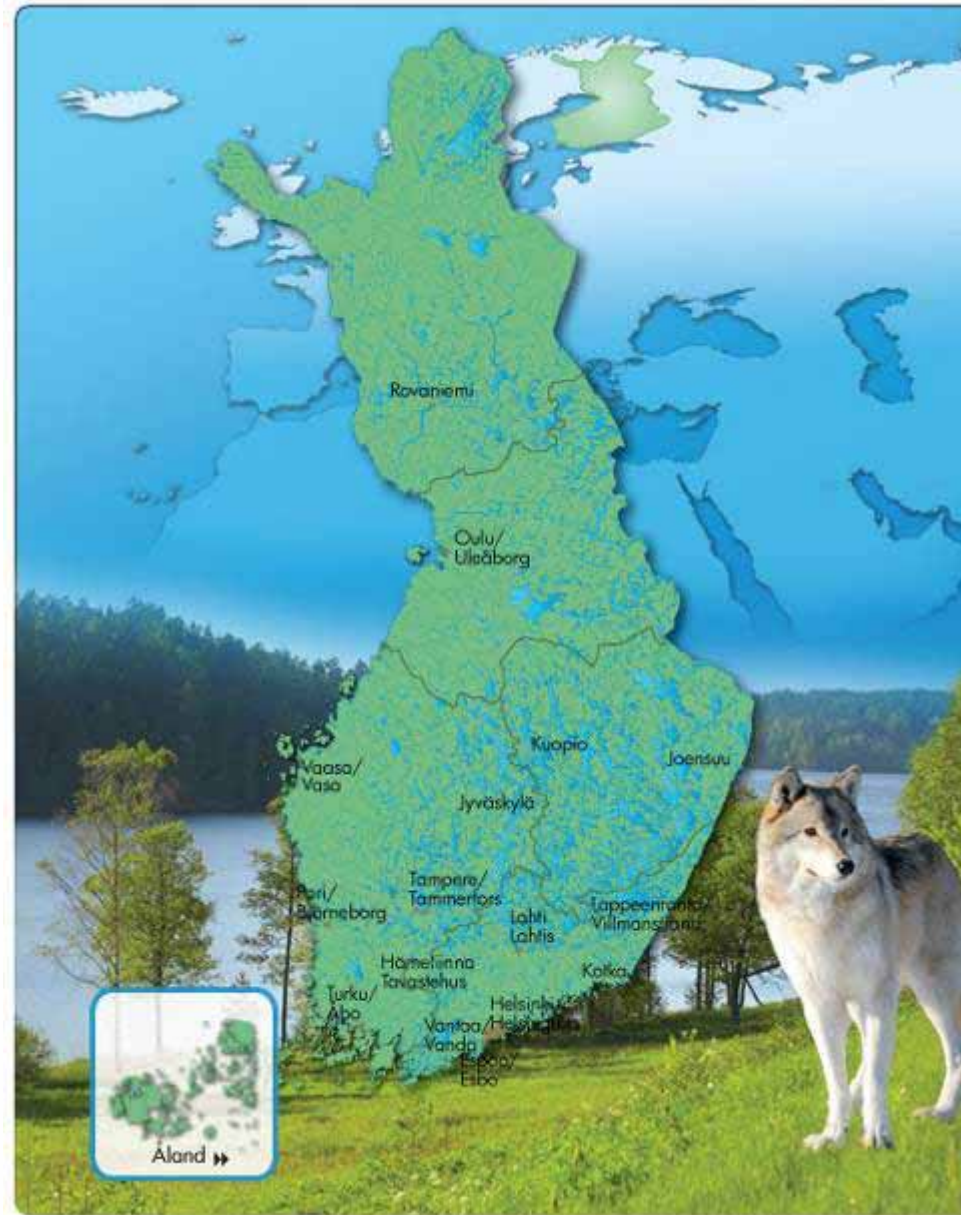 Rovaniemi
Oulu/
Uleåborg
Kuopio
Joensuu
Vaasa/
Vasa
Jyväskylä
Tampere/
Tammerfors
Pori/
Björneborg
Lahti
Lahtis
Lappeenranta/
Villmanstrand
Hämeenlinna
Tavastehus
Kotka
Turku/
Åbo
Helsinki/
Vantaa/
Vanda
Espoo/
Esbo
Åland